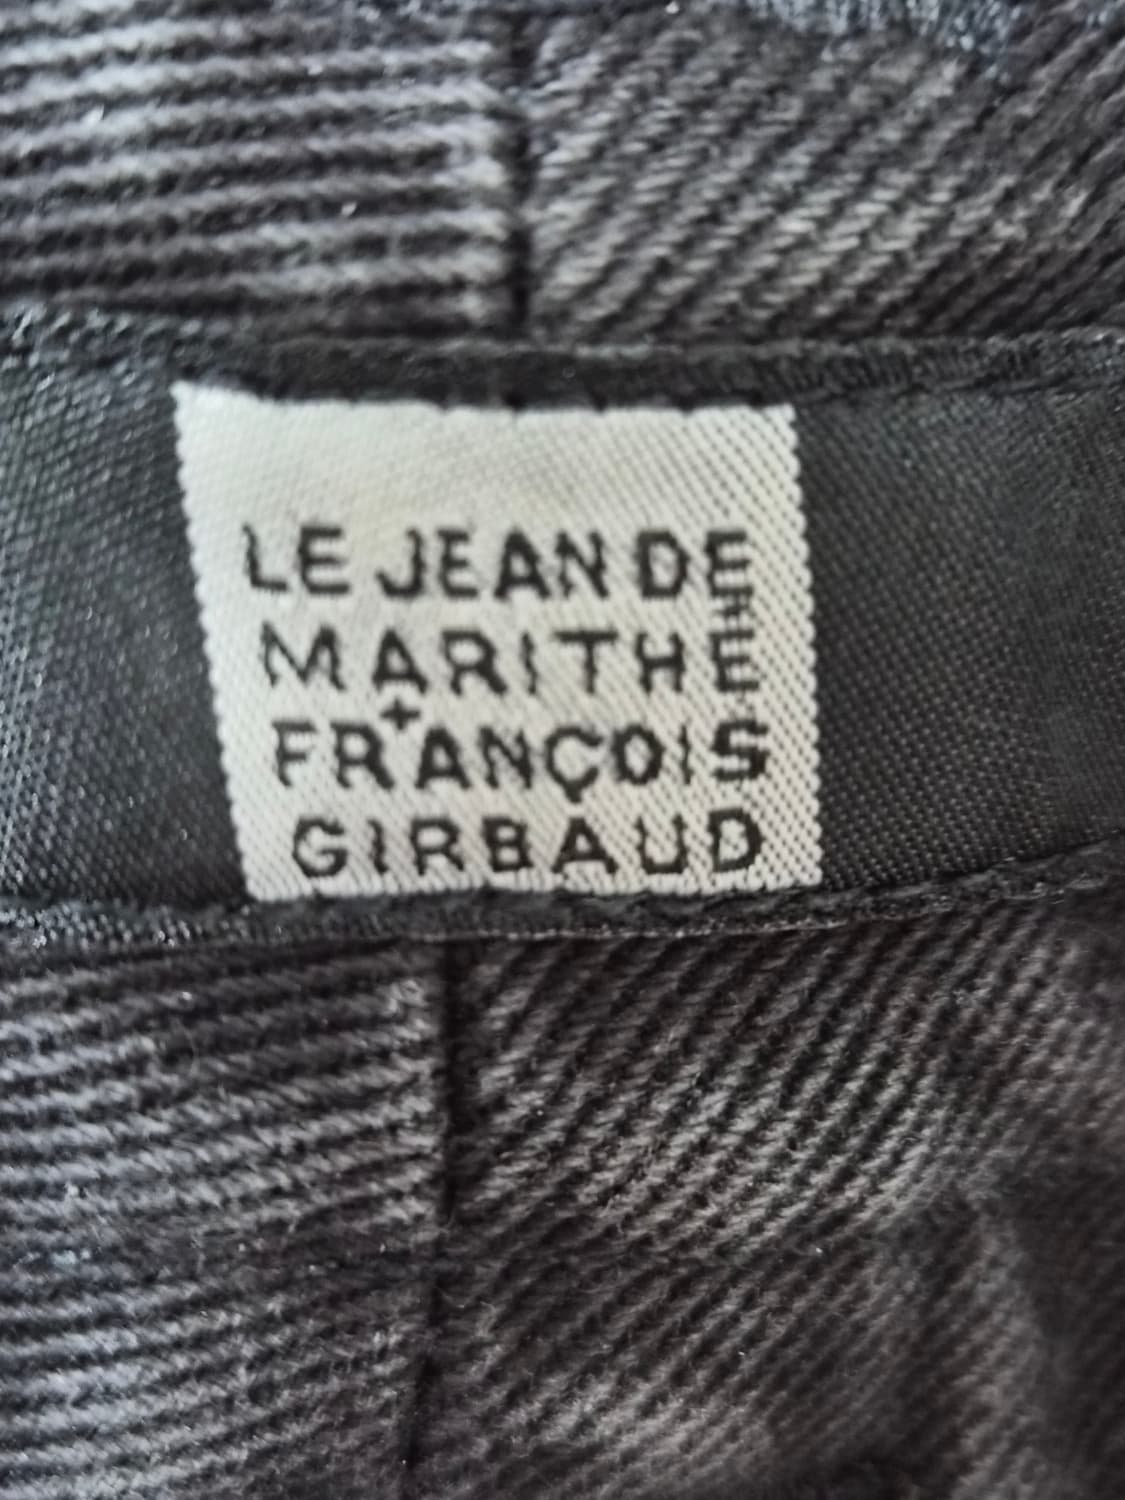 LE JEAN DE
MARITHÉ
+
FRANÇOIS
GIRBAUD